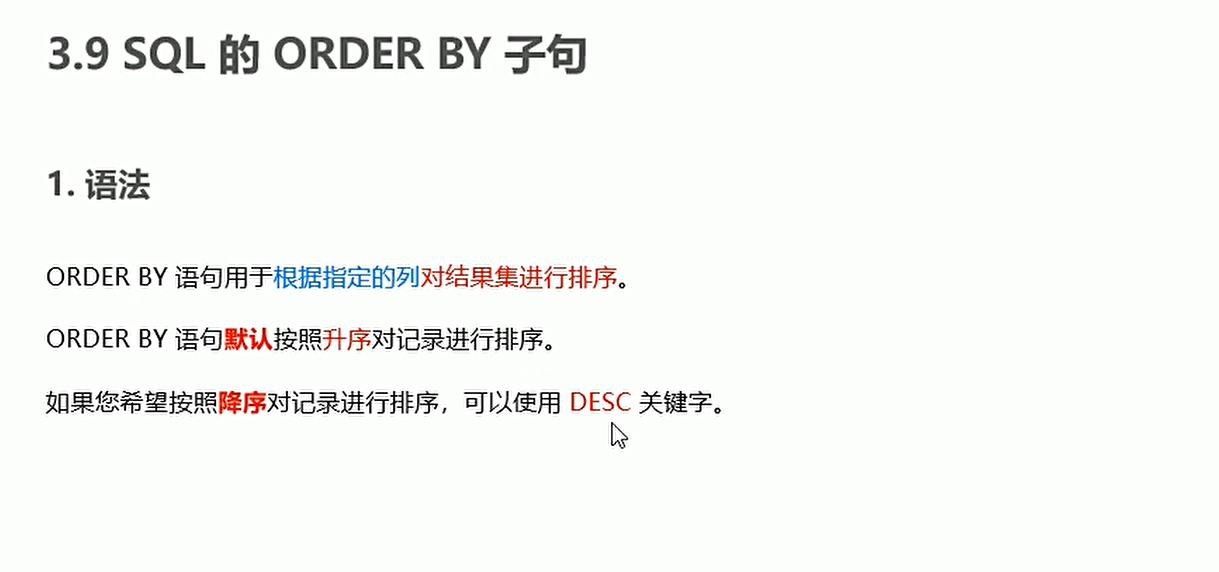 3.9 SQL 的 ORDER BY 子句
1. 语法
ORDER BY 语句用于根据指定的列对结果集进行排序。
ORDER BY 语句默认按照升序对记录进行排序。
如果您希望按照降序对记录进行排序，可以使用 DESC 关键字。